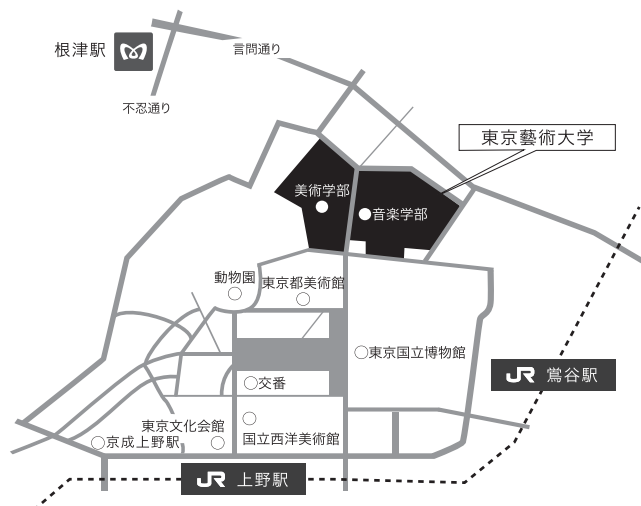 根津駅
言問通り
不忍通り
東京藝術大学
美術学部
音楽学部
動物園
東京都美術館
東京国立博物館
JR 鶯谷駅
交番
東京文化会館
京成上野駅
国立西洋美術館
JR 上野駅